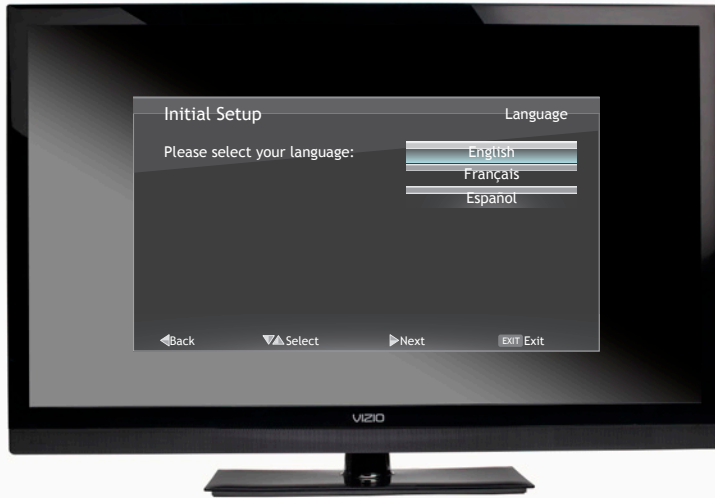 Initial Setup
Language
Please select your language:
English
Français
Español
Back
Select
Next
EXIT Exit
VIZIO